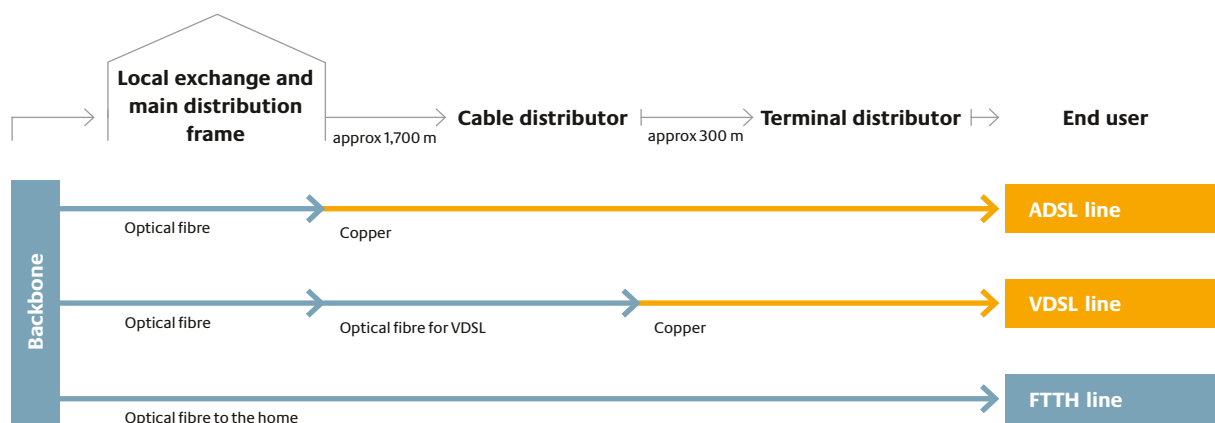 Local exchange and
main distribution
frame
approx 1,700 m
Cable distributor
approx 300 m
Terminal distributor
End user
Backbone
Optical fibre
Copper
ADSL line
Optical fibre
Optical fibre for VDSL
Copper
VDSL line
Optical fibre to the home
FTTH line